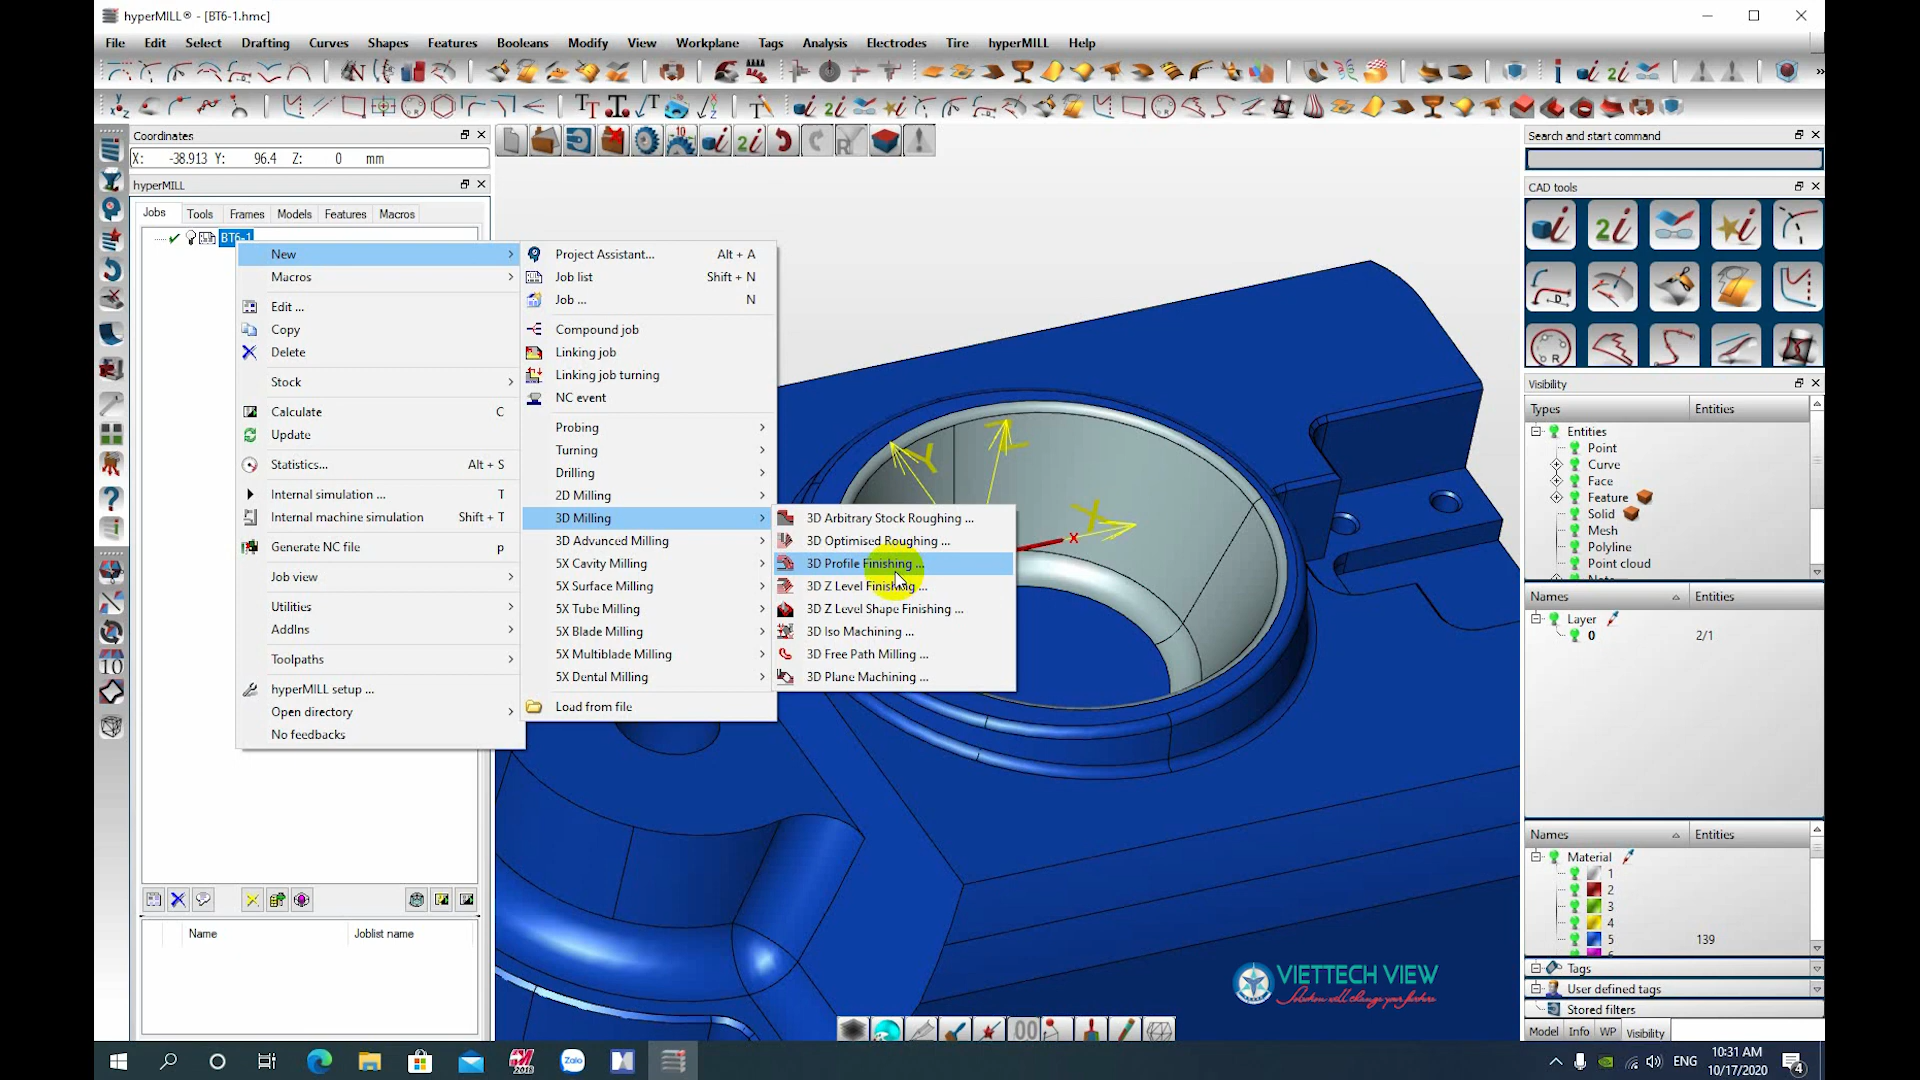 hyperMILL® - [BT6-1.hmc]
File Edit Select Drafting Curves Shapes Features Booleans Modify View Workplane Tags Analysis Electrodes Tire hyperMILL Help
Coordinates
X: -38.913 Y: 96.4 Z: 0 mm
hyperMILL
Jobs Tools Frames Models Features Macros
BT6-1
New
Macros
Edit ...
Copy
Delete
Stock
Calculate C
Update
Statistics... Alt + S
Internal simulation ... T
Internal machine simulation Shift + T
Generate NC file p
Job view
Utilities
AddIns
Toolpaths
hyperMILL setup ...
Open directory
No feedbacks
Project Assistant... Alt + A
Job list Shift + N
Job ... N
Compound job
Linking job
Linking job turning
NC event
Probing
Turning
Drilling
2D Milling
3D Milling
3D Advanced Milling
5X Cavity Milling
5X Surface Milling
5X Tube Milling
5X Blade Milling
5X Multiblade Milling
5X Dental Milling
Load from file
3D Arbitrary Stock Roughing ...
3D Optimised Roughing ...
3D Profile Finishing ...
3D Z Level Finishing ...
3D Z Level Shape Finishing ...
3D Iso Machining ...
3D Free Path Milling ...
3D Plane Machining ...
Name Joblist name
Y
Z
X
X
VIETTECH VIEW
Solution will change your future
Search and start command
CAD tools
Visibility
Types Entities
Entities
Point
Curve
Face
Feature
Solid
Mesh
Polyline
Point cloud
Names Entities
Layer
0 2/1
Names Entities
Material
1
2
3
4
5 139
Tags
User defined tags
Stored filters
Model Info WP Visibility
2018
Zalo
ENG
10:31 AM
10/17/2020
4